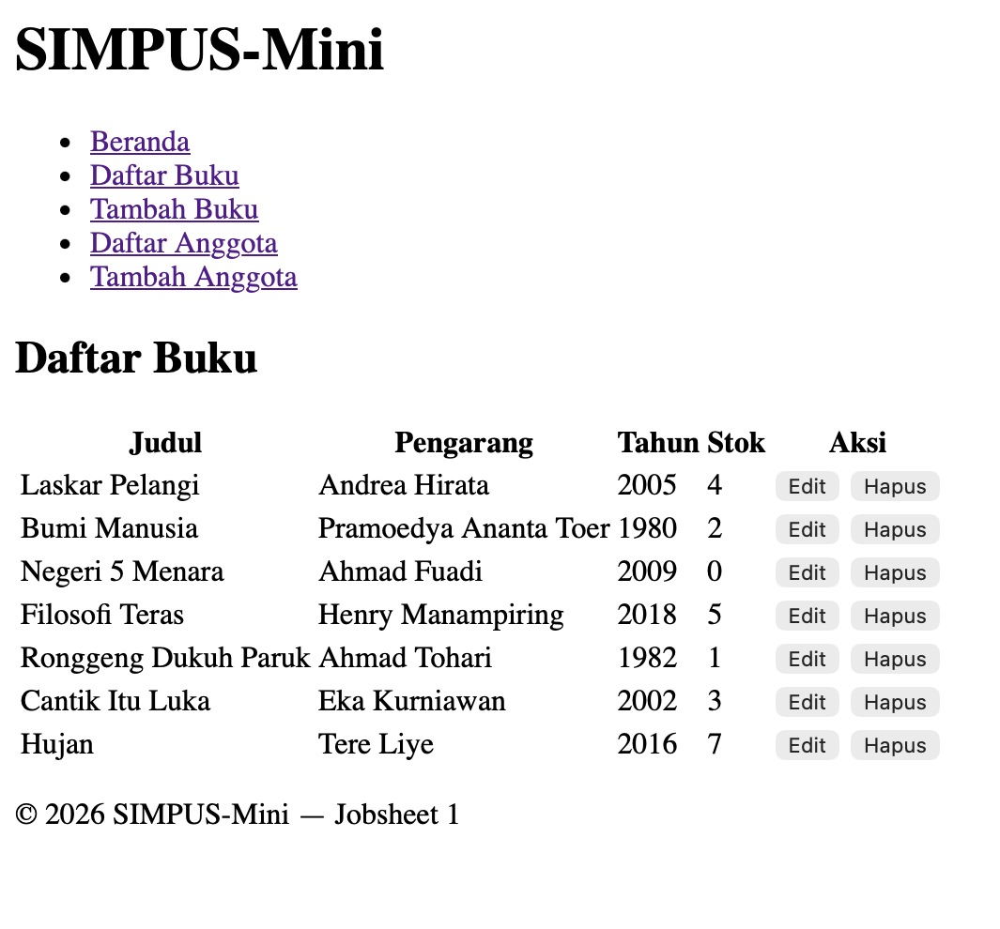 SIMPUS-Mini
Beranda
Daftar Buku
Tambah Buku
Daftar Anggota
Tambah Anggota
Daftar Buku
Judul Pengarang Tahun Stok Aksi
Laskar Pelangi Andrea Hirata 2005 4 Edit Hapus
Bumi Manusia Pramoedya Ananta Toer 1980 2 Edit Hapus
Negeri 5 Menara Ahmad Fuadi 2009 0 Edit Hapus
Filosofi Teras Henry Manampiring 2018 5 Edit Hapus
Ronggeng Dukuh Paruk Ahmad Tohari 1982 1 Edit Hapus
Cantik Itu Luka Eka Kurniawan 2002 3 Edit Hapus
Hujan Tere Liye 2016 7 Edit Hapus
© 2026 SIMPUS-Mini — Jobsheet 1